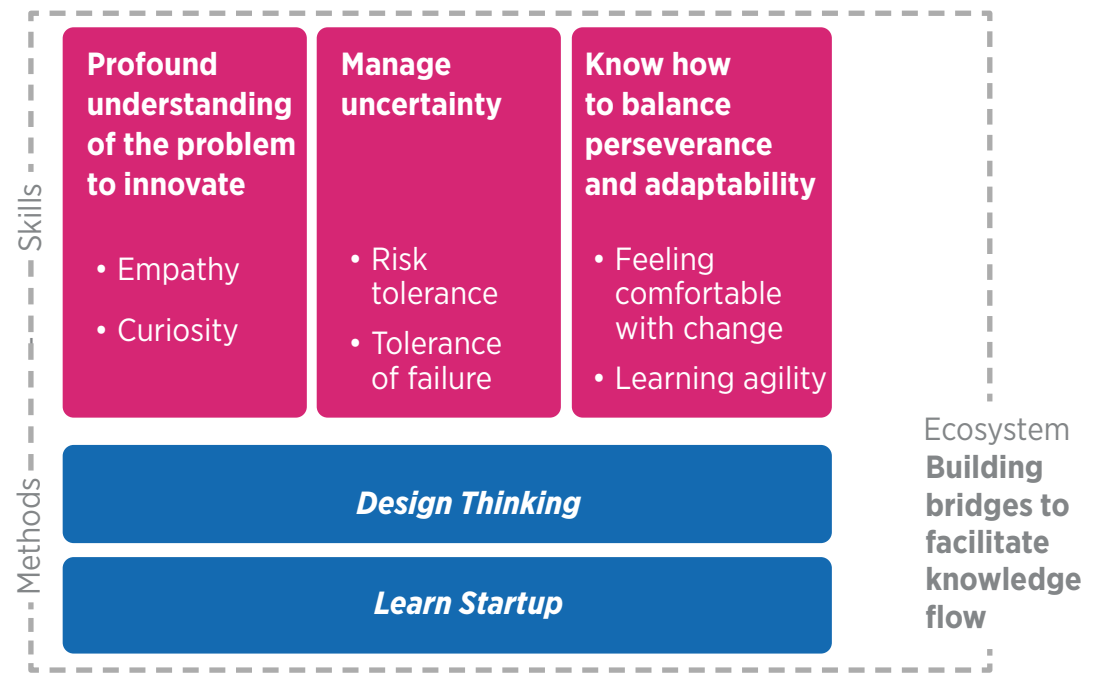 Skills
Profound
understanding
of the problem
to innovate
• Empathy
• Curiosity
Manage
uncertainty
• Risk
tolerance
• Tolerance
of failure
Know how
to balance
perseverance
and adaptability
• Feeling
comfortable
with change
• Learning agility
Methods
Design Thinking
Learn Startup
Ecosystem
Building
bridges to
facilitate
knowledge
flow